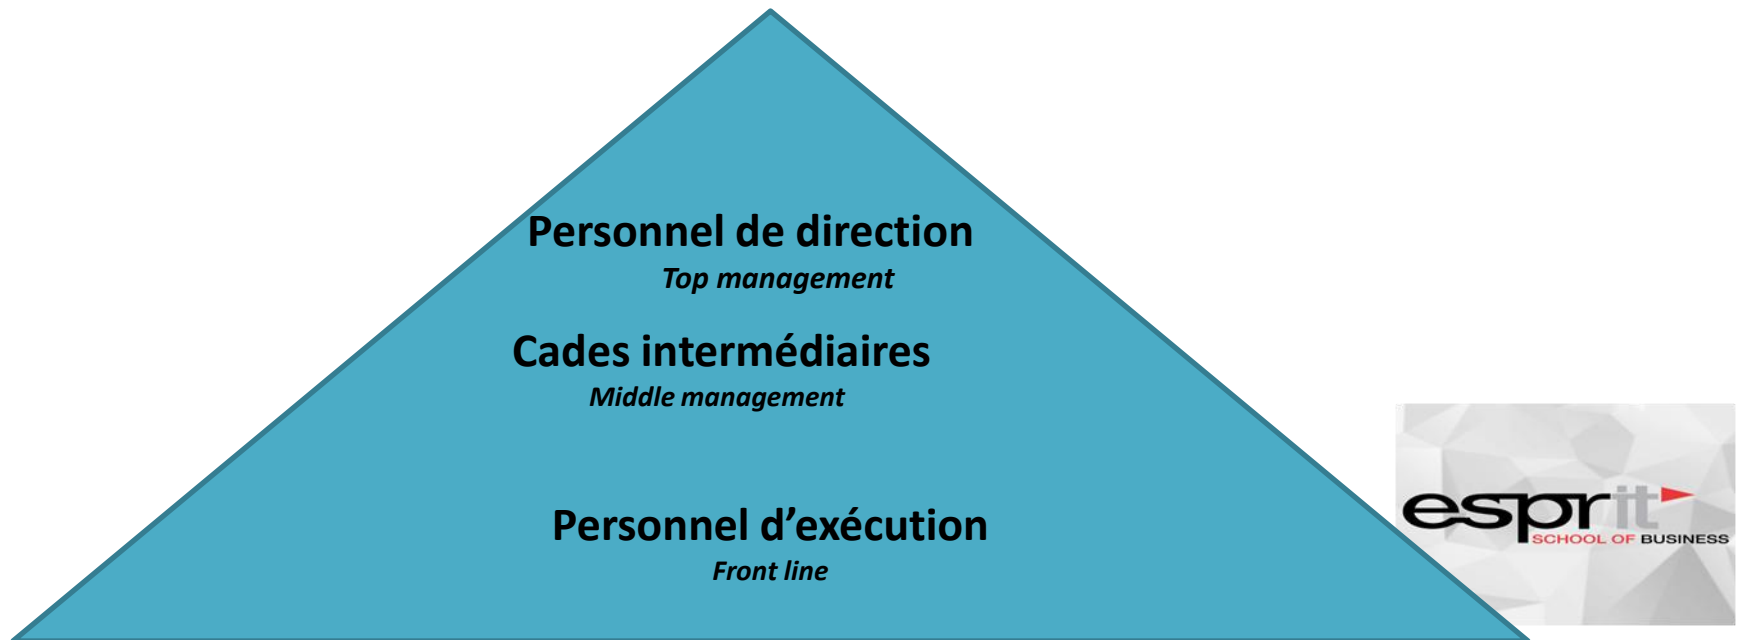 Personnel de direction
Top management
Cades intermédiaires
Middle management
Personnel d’exécution
Front line
esprit
SCHOOL OF BUSINESS